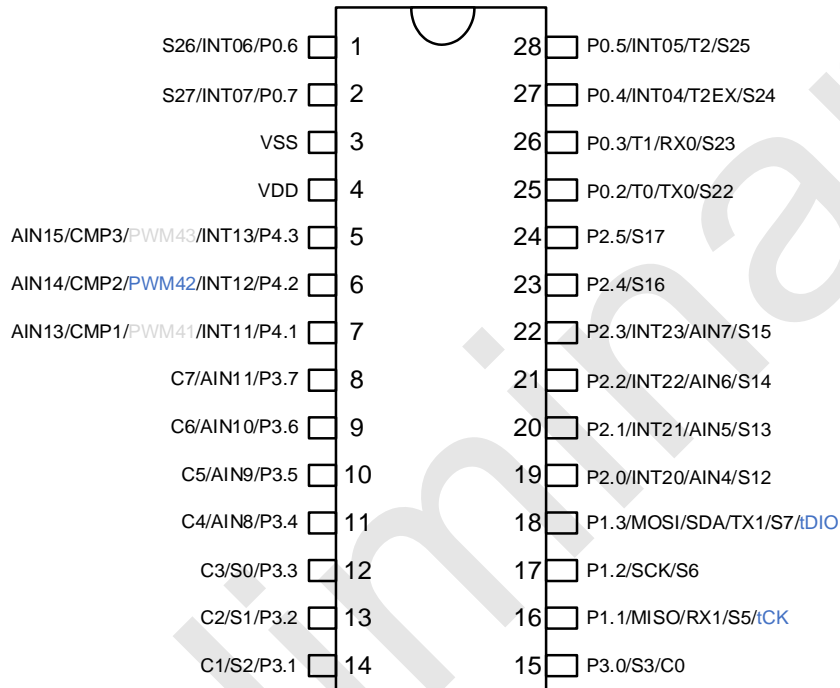 S26/INT06/P0.6 1 28 P0.5/INT05/T2/S25
S27/INT07/P0.7 2 27 P0.4/INT04/T2EX/S24
VSS 3 26 P0.3/T1/RX0/S23
VDD 4 25 P0.2/T0/TX0/S22
AIN15/CMP3/PWM43/INT13/P4.3 5 24 P2.5/S17
AIN14/CMP2/PWM42/INT12/P4.2 6 23 P2.4/S16
AIN13/CMP1/PWM41/INT11/P4.1 7 22 P2.3/INT23/AIN7/S15
C7/AIN11/P3.7 8 21 P2.2/INT22/AIN6/S14
C6/AIN10/P3.6 9 20 P2.1/INT21/AIN5/S13
C5/AIN9/P3.5 10 19 P2.0/INT20/AIN4/S12
C4/AIN8/P3.4 11 18 P1.3/MOSI/SDA/TX1/S7/tDIO
C3/S0/P3.3 12 17 P1.2/SCK/S6
C2/S1/P3.2 13 16 P1.1/MISO/RX1/S5/tCK
C1/S2/P3.1 14 15 P3.0/S3/C0